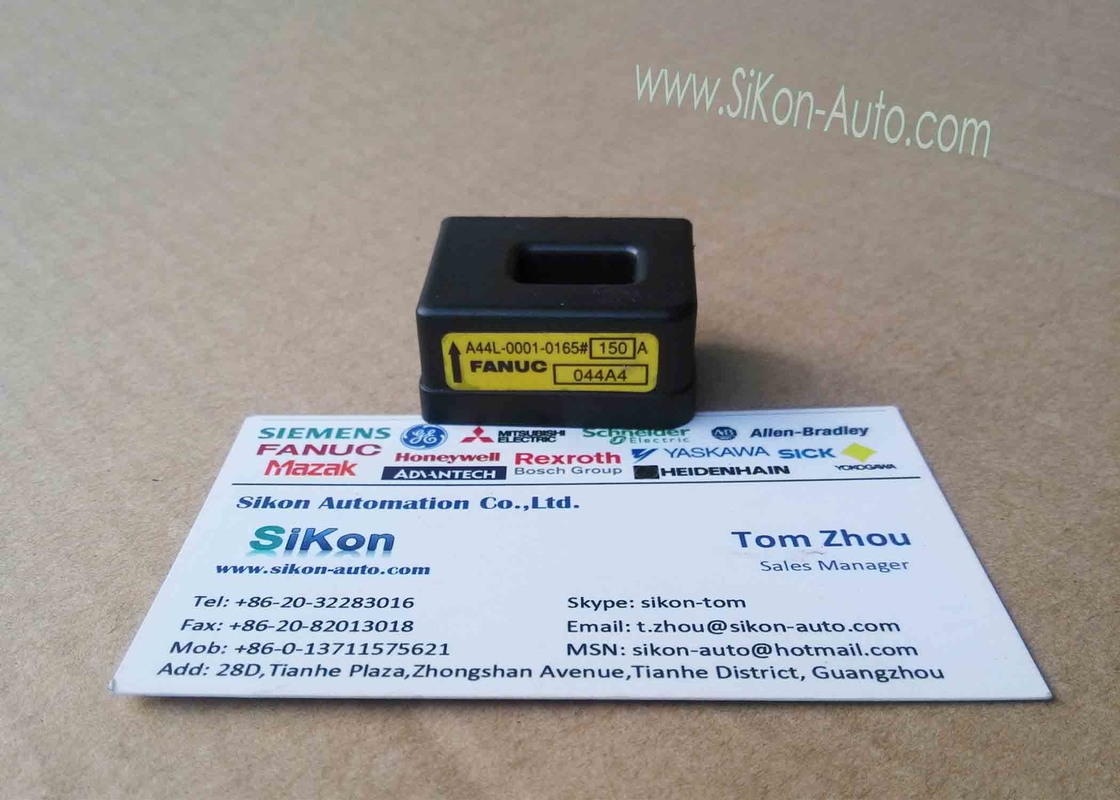 www.SiKon-Auto.com
A44L-0001-0165# 150 A
FANUC 044A4
SIEMENS GE MITSUBISHI ELECTRIC Schneider Electric AB Allen-Bradley
FANUC Honeywell Rexroth Bosch Group YASKAWA SICK YOKOGAWA
Mazak ADVANTECH HEIDENHAIN
Sikon Automation Co.,Ltd.
SiKon
www.sikon-auto.com
Tom Zhou
Sales Manager
Tel: +86-20-32283016
Fax: +86-20-82013018
Mob: +86-0-13711575621
Skype: sikon-tom
Email: t.zhou@sikon-auto.com
MSN: sikon-auto@hotmail.com
Add: 28D,Tianhe Plaza,Zhongshan Avenue,Tianhe District, Guangzhou